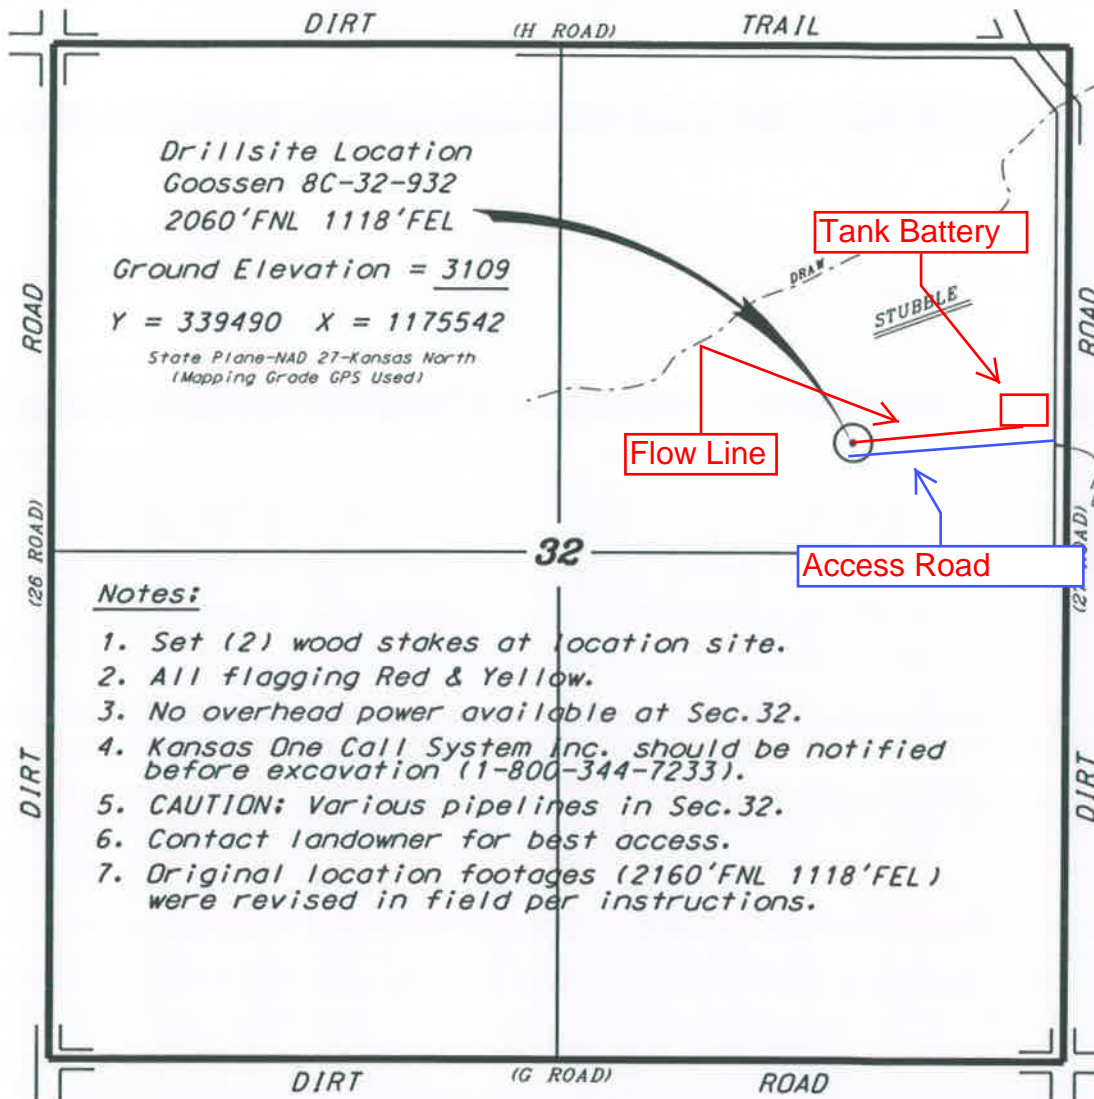 DIRT (H ROAD) TRAIL
Drillsite Location
Goossen 8C-32-932
2060'FNL 1118'FEL
Ground Elevation = 3109
Y = 339490 X = 1175542
State Plane-NAD 27-Kansas North
(Mapping Grade GPS Used)
Tank Battery
DRAW
STUBBLE
Flow Line
Access Road
ROAD
(26 ROAD)
DIRT
ROAD
DIRT
32
Notes:
1. Set (2) wood stakes at location site.
2. All flagging Red & Yellow.
3. No overhead power available at Sec.32.
4. Kansas One Call System inc. should be notified
before excavation (1-800-344-7233).
5. CAUTION: Various pipelines in Sec.32.
6. Contact landowner for best access.
7. Original location footages (2160'FNL 1118'FEL)
were revised in field per instructions.
DIRT (G ROAD) ROAD